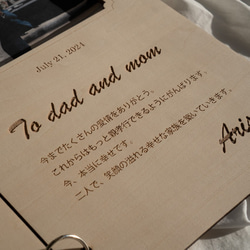 July 21, 2024
To dad and mom
今までたくさんの愛情をありがとう。
これからはもっと親孝行できるようにがんばります。
今、本当に幸せです。
二人で、笑顔の溢れる幸せな家族を築いていきます。